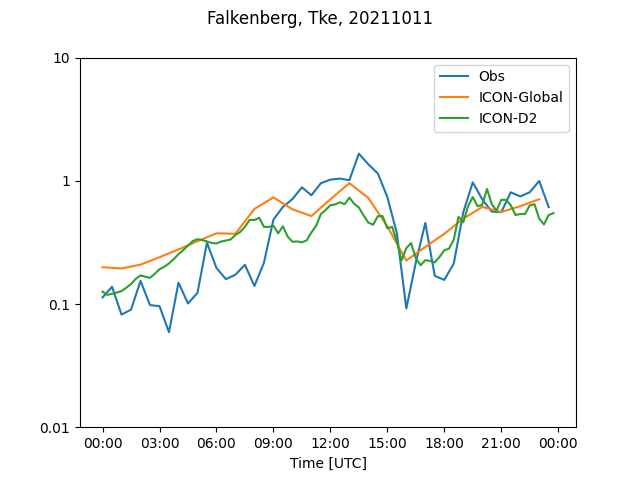 Falkenberg, Tke, 20211011
10
1
0.1
0.01
Obs
ICON-Global
ICON-D2
00:00 03:00 06:00 09:00 12:00 15:00 18:00 21:00 00:00
Time [UTC]